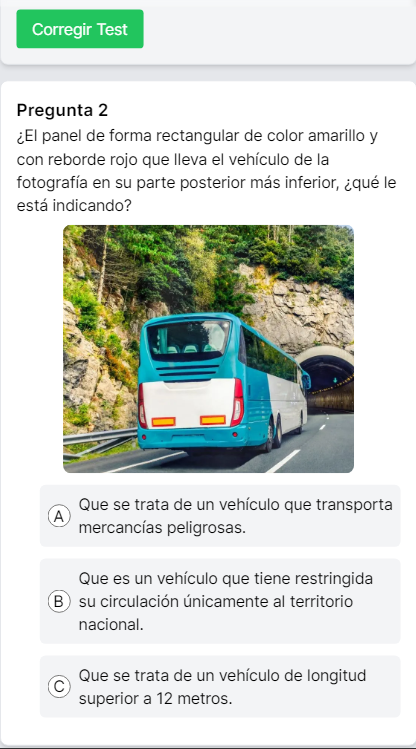 Corregir Test
Pregunta 2
¿El panel de forma rectangular de color amarillo y
con reborde rojo que lleva el vehículo de la
fotografía en su parte posterior más inferior, ¿qué le
está indicando?
A
Que se trata de un vehículo que transporta
mercancías peligrosas.
B
Que es un vehículo que tiene restringida
su circulación únicamente al territorio
nacional.
C
Que se trata de un vehículo de longitud
superior a 12 metros.